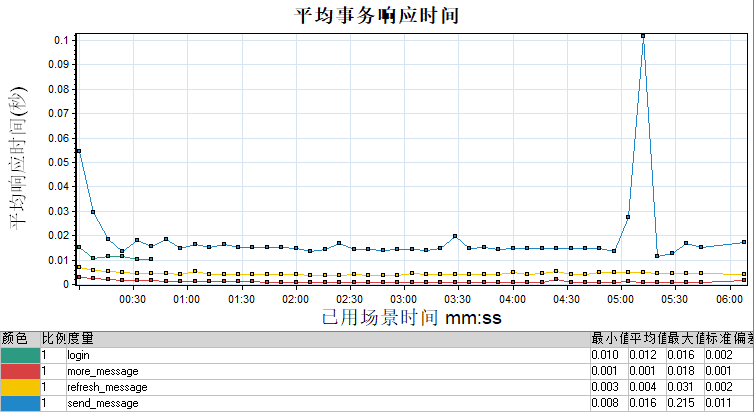 平均事务响应时间
平均响应时间(秒)
0.1
0.09
0.08
0.07
0.06
0.05
0.04
0.03
0.02
0.01
0
00:30 01:00 01:30 02:00 02:30 03:00 03:30 04:00 04:30 05:00 05:30 06:00
已用场景时间 mm:ss
颜色 比例 度量 最小值 平均值 最大值 标准偏差
1 login 0.010 0.012 0.016 0.002
1 more_message 0.001 0.001 0.018 0.001
1 refresh_message 0.003 0.004 0.031 0.002
1 send_message 0.008 0.016 0.215 0.011